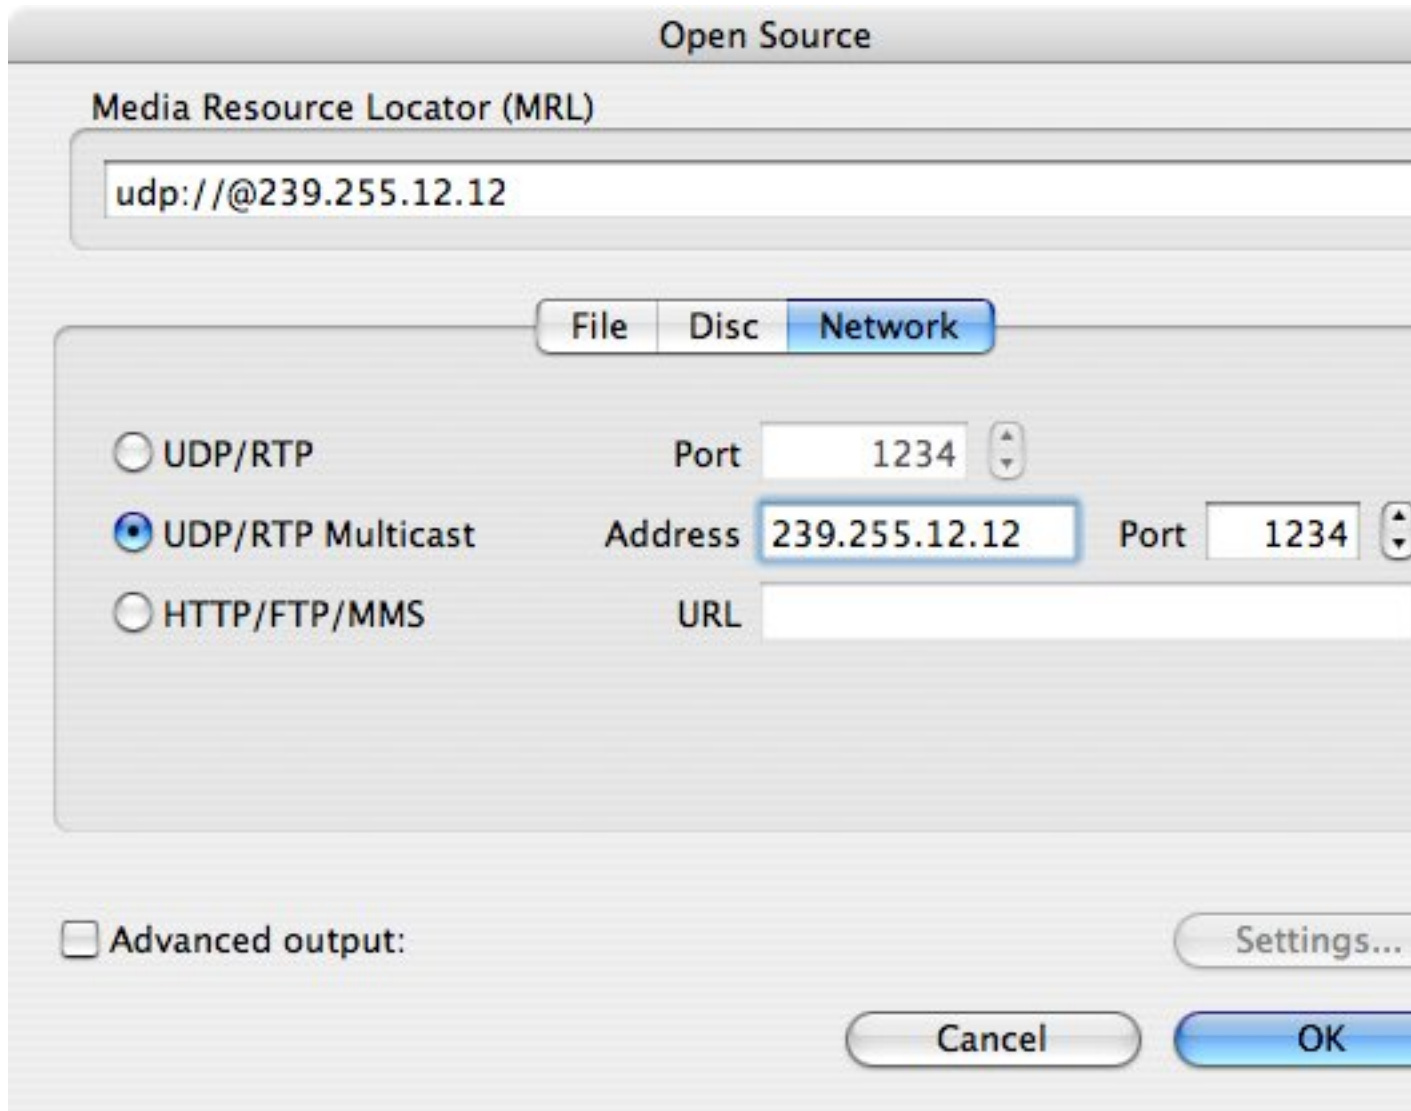 Open Source
Media Resource Locator (MRL)
udp://@239.255.12.12
File Disc Network
UDP/RTP Port 1234
UDP/RTP Multicast Address 239.255.12.12 Port 1234
HTTP/FTP/MMS URL
Advanced output: Settings...
Cancel OK